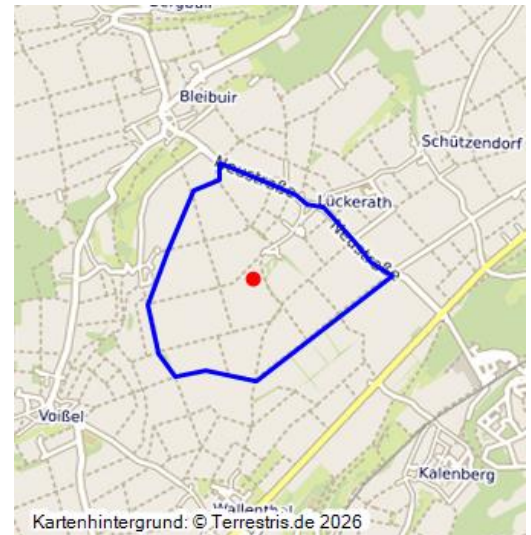 Bleibuir
Schützendorf
Neustraße
Lückerath
Neustraße
Voißel
Kalenberg
Wallenthal
Kartenhintergrund: © Terrestris.de 2026